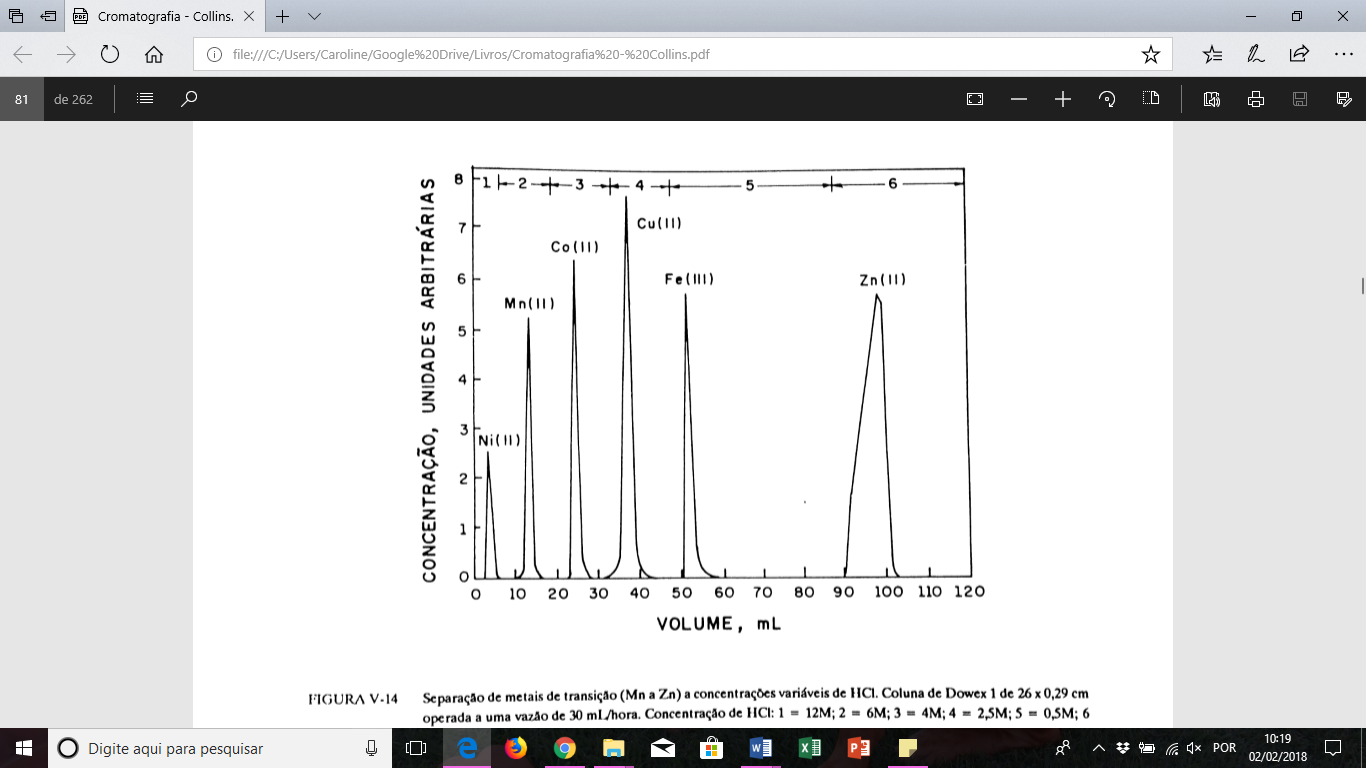 Cromatografia - Collins.
file:///C:/Users/Caroline/Google%20Drive/Livros/Cromatografia%20-%20Collins.pdf
81 de 262
CONCENTRAÇÃO, UNIDADES ARBITRÁRIAS
8
7
6
5
4
3
2
1
0
1 2 3 4 5 6
Cu(II)
Co(II)
Fe(III)
Zn(II)
Mn(II)
Ni(II)
0 10 20 30 40 50 60 70 80 90 100 110 120
VOLUME, mL
FIGURA V-14 Separação de metais de transição (Mn a Zn) a concentrações variáveis de HCl. Coluna de Dowex 1 de 26 x 0,29 cm
operada a uma vazão de 30 mL/hora. Concentração de HCl: 1 = 12M; 2 = 6M; 3 = 4M; 4 = 2,5M; 5 = 0,5M; 6
Digite aqui para pesquisar
POR
10:19
02/02/2018